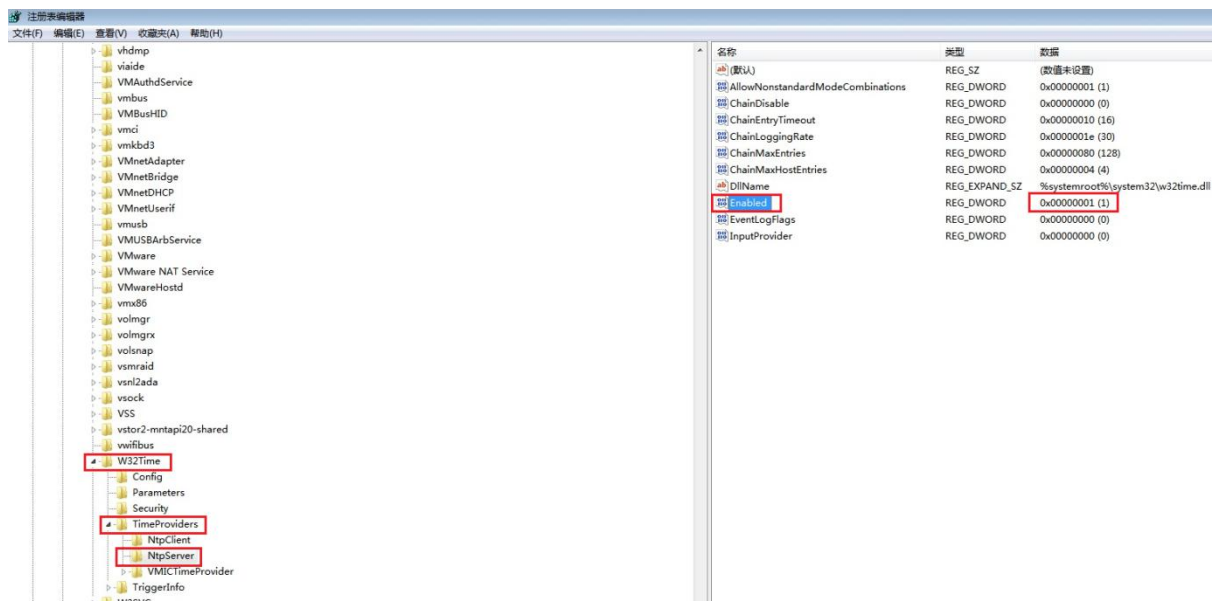 注册表编辑器
文件(F) 编辑(E) 查看(V) 收藏夹(A) 帮助(H)
vhdmp
viaide
VMAuthdService
vmbus
VMBusHID
vmci
vmkbd3
VMnetAdapter
VMnetBridge
VMnetDHCP
VMnetUserif
vmusb
VMUSBArbService
VMware
VMware NAT Service
VMwareHostd
vmx86
volmgr
volmgrx
volsnap
vsmraid
vsnl2ada
vsock
VSS
vstor2-mntapi20-shared
vwifibus
W32Time
Config
Parameters
Security
TimeProviders
NtpClient
NtpServer
VMICTimeProvider
TriggerInfo
W3SVC
名称 类型 数据
(默认) REG_SZ (数值未设置)
AllowNonstandardModeCombinations REG_DWORD 0x00000001 (1)
ChainDisable REG_DWORD 0x00000000 (0)
ChainEntryTimeout REG_DWORD 0x00000010 (16)
ChainLoggingRate REG_DWORD 0x0000001e (30)
ChainMaxEntries REG_DWORD 0x00000080 (128)
ChainMaxHostEntries REG_DWORD 0x00000004 (4)
DllName REG_EXPAND_SZ %systemroot%\system32\w32time.dll
Enabled REG_DWORD 0x00000001 (1)
EventLogFlags REG_DWORD 0x00000000 (0)
InputProvider REG_DWORD 0x00000000 (0)